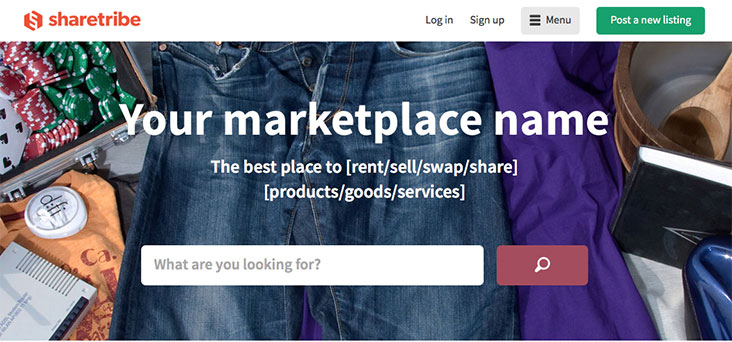 sharetribe
Log in
Sign up
Menu
Post a new listing
Your marketplace name
The best place to [rent/sell/swap/share]
[products/goods/services]
What are you looking for?
ca.